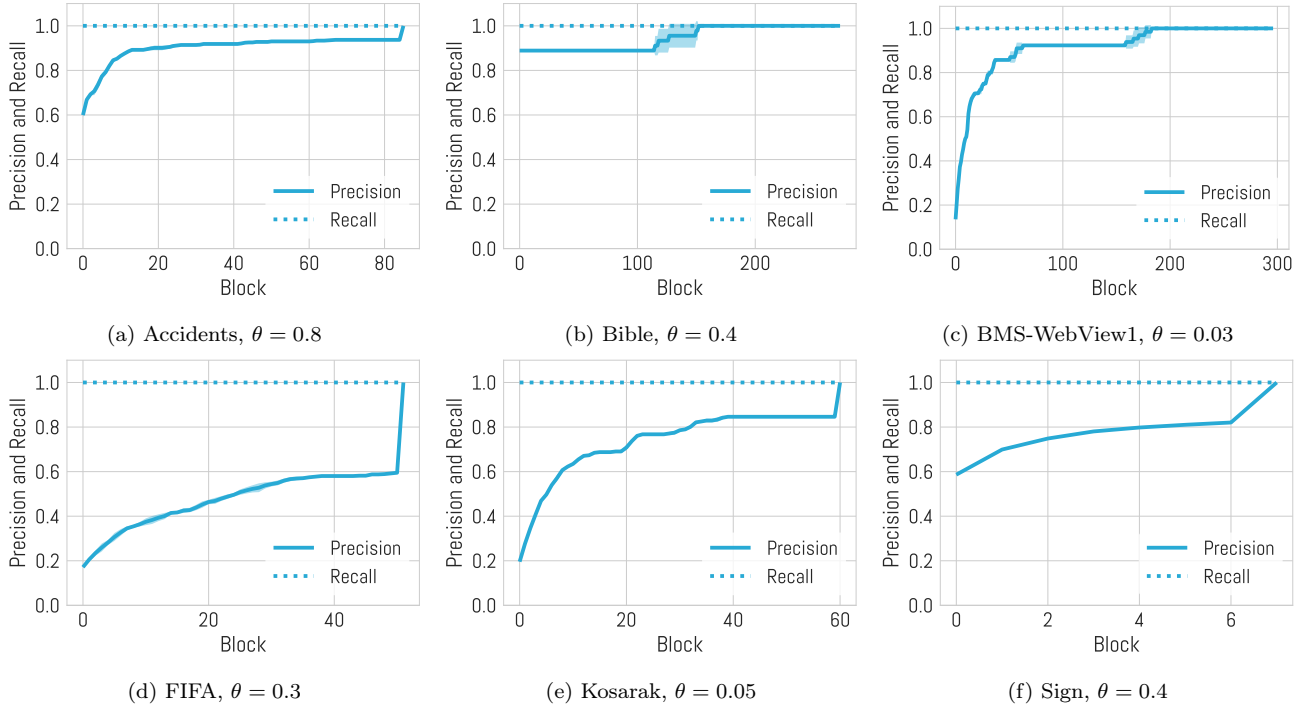 Precision and Recall
1.0
0.8
0.6
0.4
0.2
0.0
Precision
Recall
0
20
40
60
80
Block
(a) Accidents, θ = 0.8
Precision and Recall
1.0
0.8
0.6
0.4
0.2
0.0
Precision
Recall
0
100
200
Block
(b) Bible, θ = 0.4
Precision and Recall
1.0
0.8
0.6
0.4
0.2
0.0
Precision
Recall
0
100
200
300
Block
(c) BMS-WebView1, θ = 0.03
Precision and Recall
1.0
0.8
0.6
0.4
0.2
0.0
Precision
Recall
0
20
40
Block
(d) FIFA, θ = 0.3
Precision and Recall
1.0
0.8
0.6
0.4
0.2
0.0
Precision
Recall
0
20
40
60
Block
(e) Kosarak, θ = 0.05
Precision and Recall
1.0
0.8
0.6
0.4
0.2
0.0
Precision
Recall
0
2
4
6
Block
(f) Sign, θ = 0.4